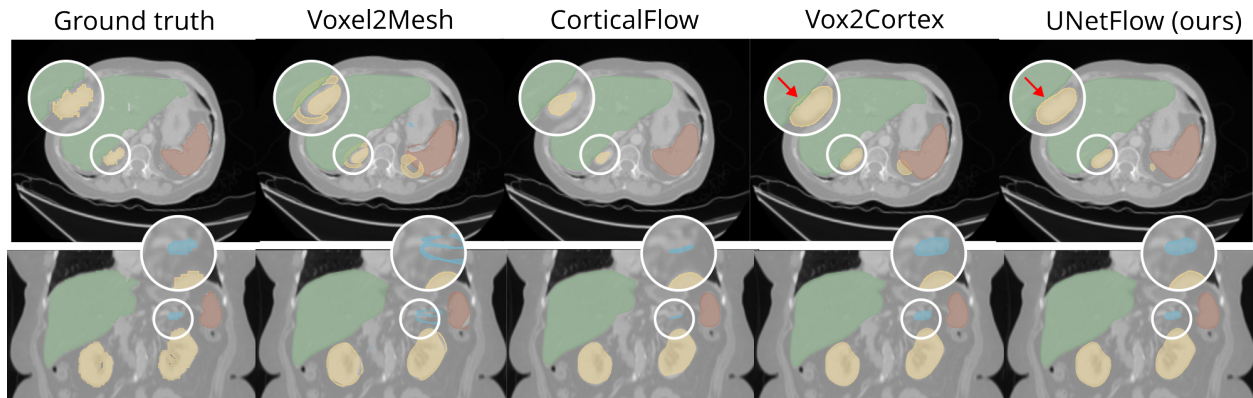 Ground truth
Voxel2Mesh
CorticalFlow
Vox2Cortex
UNetFlow (ours)